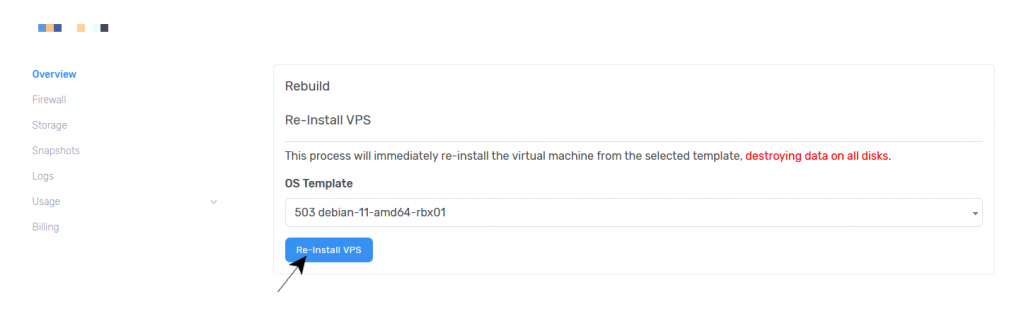 Overview
Firewall
Storage
Snapshots
Logs
Usage
Billing
Rebuild
Re-Install VPS
This process will immediately re-install the virtual machine from the selected template, destroying data on all disks.
OS Template
503 debian-11-amd64-rbx01
Re-Install VPS